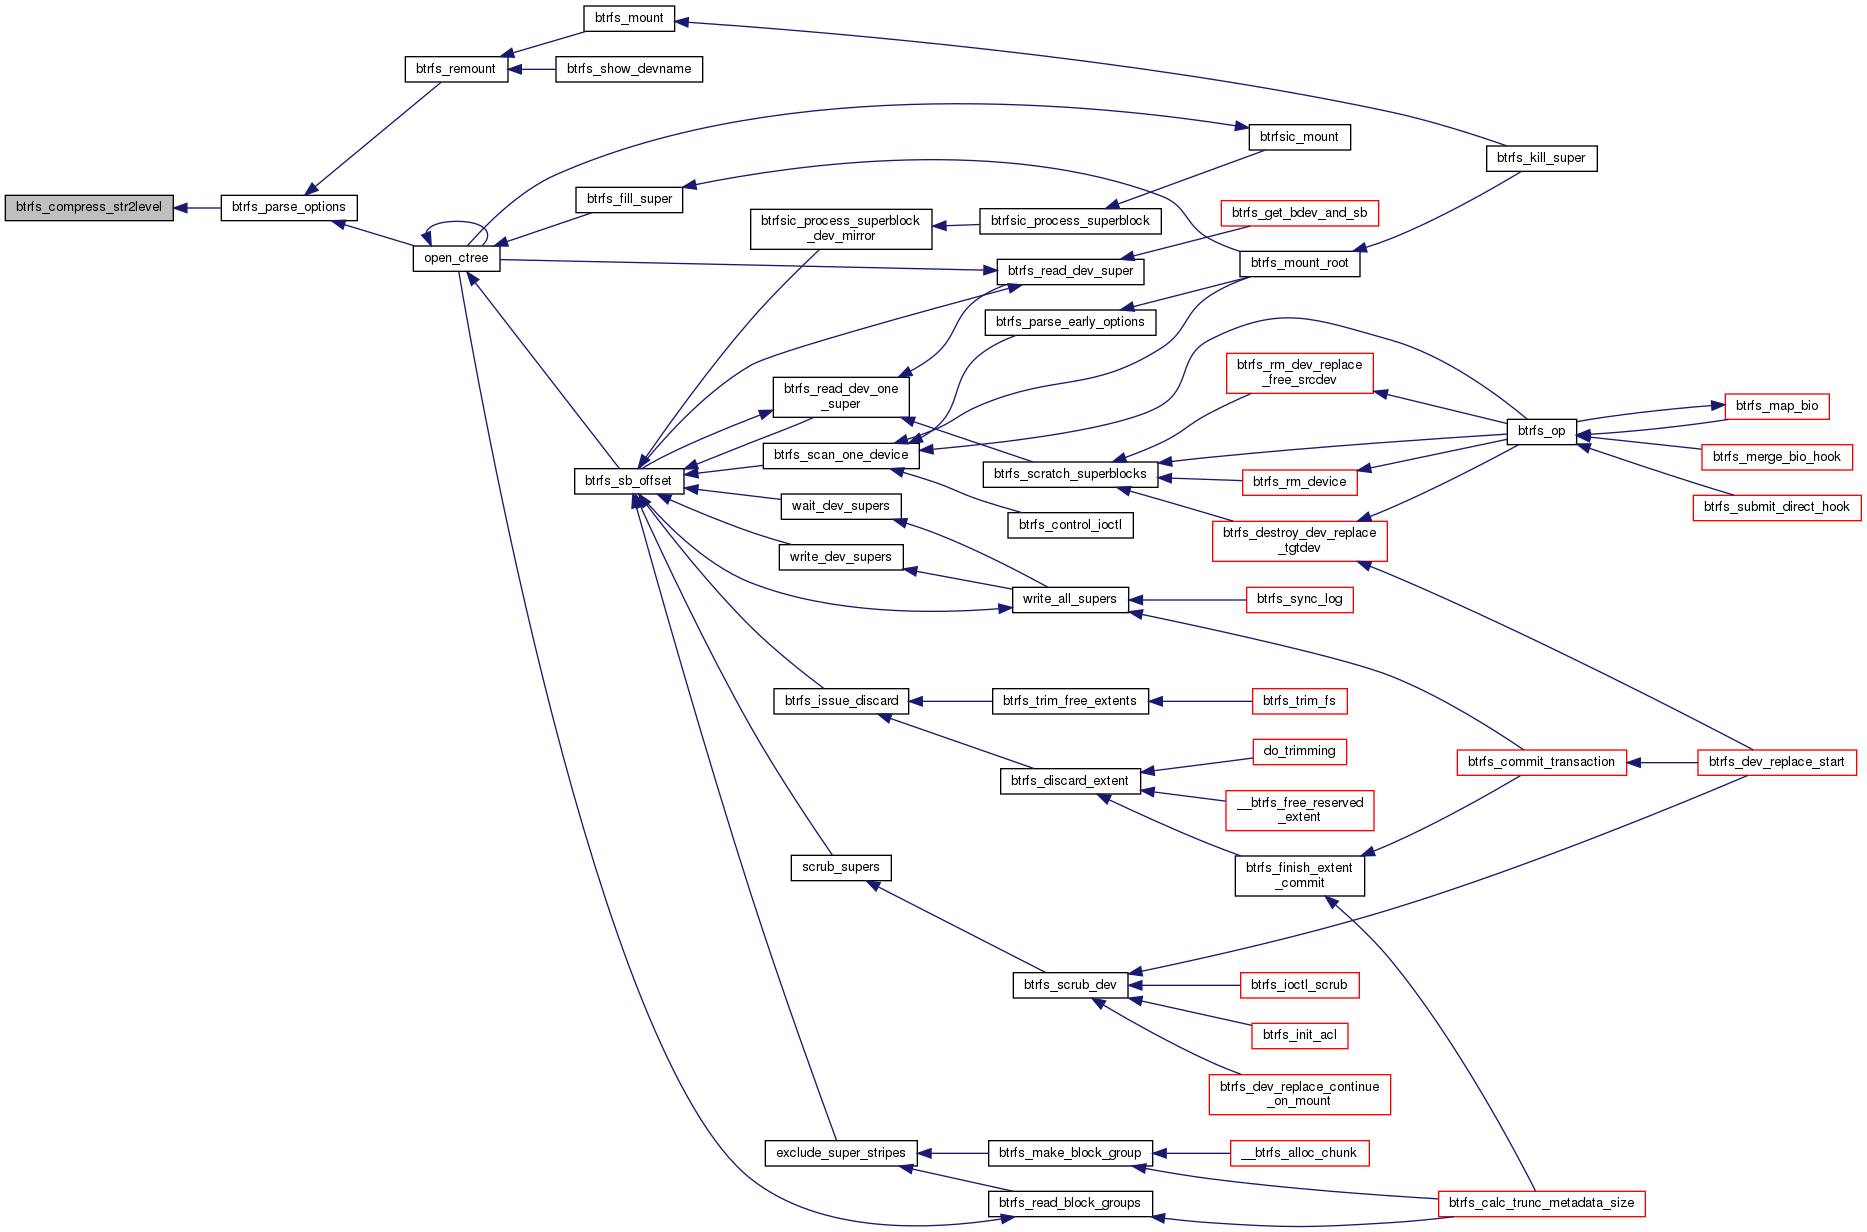 btrfs_mount
btrfs_remount
btrfs_show_devname
btrfsic_mount
btrfs_kill_super
btrfs_compress_str2level
btrfs_parse_options
btrfs_fill_super
btrfsic_process_superblock
_dev_mirror
btrfsic_process_superblock
btrfs_get_bdev_and_sb
open_ctree
btrfs_read_dev_super
btrfs_mount_root
btrfs_parse_early_options
btrfs_read_dev_one
_super
btrfs_rm_dev_replace
_free_srcdev
btrfs_map_bio
btrfs_op
btrfs_scan_one_device
btrfs_merge_bio_hook
btrfs_sb_offset
btrfs_scratch_superblocks
btrfs_rm_device
wait_dev_supers
btrfs_submit_direct_hook
btrfs_control_ioctl
btrfs_destroy_dev_replace
_tgtdev
write_dev_supers
write_all_supers
btrfs_sync_log
btrfs_issue_discard
btrfs_trim_free_extents
btrfs_trim_fs
do_trimming
btrfs_commit_transaction
btrfs_dev_replace_start
btrfs_discard_extent
__btrfs_free_reserved
_extent
scrub_supers
btrfs_finish_extent
_commit
btrfs_scrub_dev
btrfs_ioctl_scrub
btrfs_init_acl
btrfs_dev_replace_continue
_on_mount
exclude_super_stripes
btrfs_make_block_group
__btrfs_alloc_chunk
btrfs_read_block_groups
btrfs_calc_trunc_metadata_size